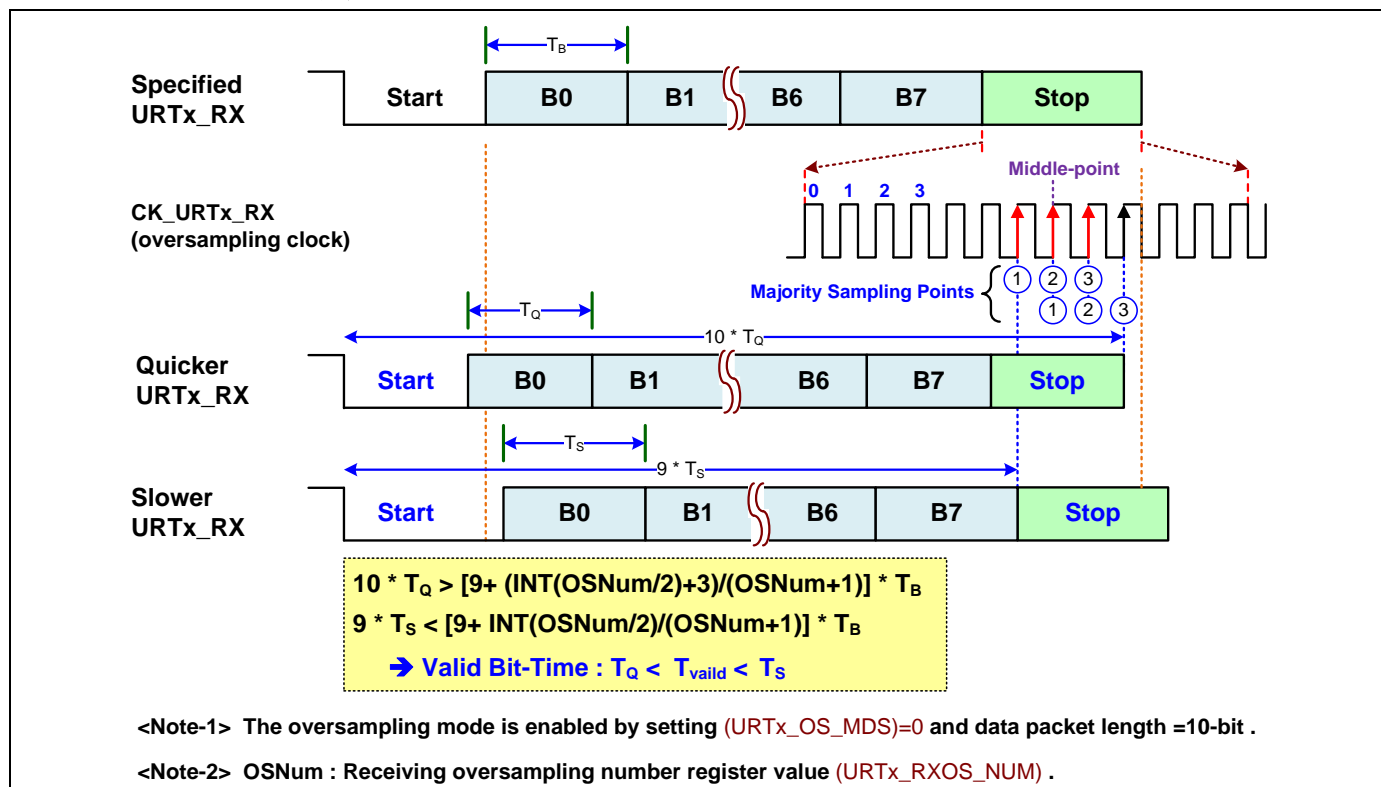 T_B
Specified
URTx_RX
Start B0 B1 B6 B7 Stop
Middle-point
0 1 2 3
CK_URTx_RX
(oversampling clock)
Majority Sampling Points
1 2 3
1 2 3
T_Q
10 * T_Q
Quicker
URTx_RX
Start B0 B1 B6 B7 Stop
T_S
9 * T_S
Slower
URTx_RX
Start B0 B1 B6 B7 Stop
10 * T_Q > [9+ (INT(OSNum/2)+3)/(OSNum+1)] * T_B
9 * T_S < [9+ INT(OSNum/2)/(OSNum+1)] * T_B
➔ Valid Bit-Time : T_Q < T_vaild < T_S
<Note-1> The oversampling mode is enabled by setting (URTx_OS_MDS)=0 and data packet length =10-bit .
<Note-2> OSNum : Receiving oversampling number register value (URTx_RXOS_NUM) .